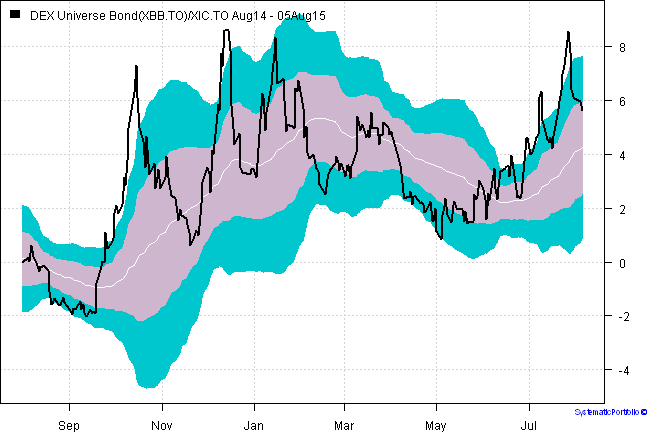 DEX Universe Bond(XBB.TO)/XIC.TO Aug14 - 05Aug15
8
6
4
2
0
-2
-4
Sep Nov Jan Mar May Jul
SystematicPortfolio ©